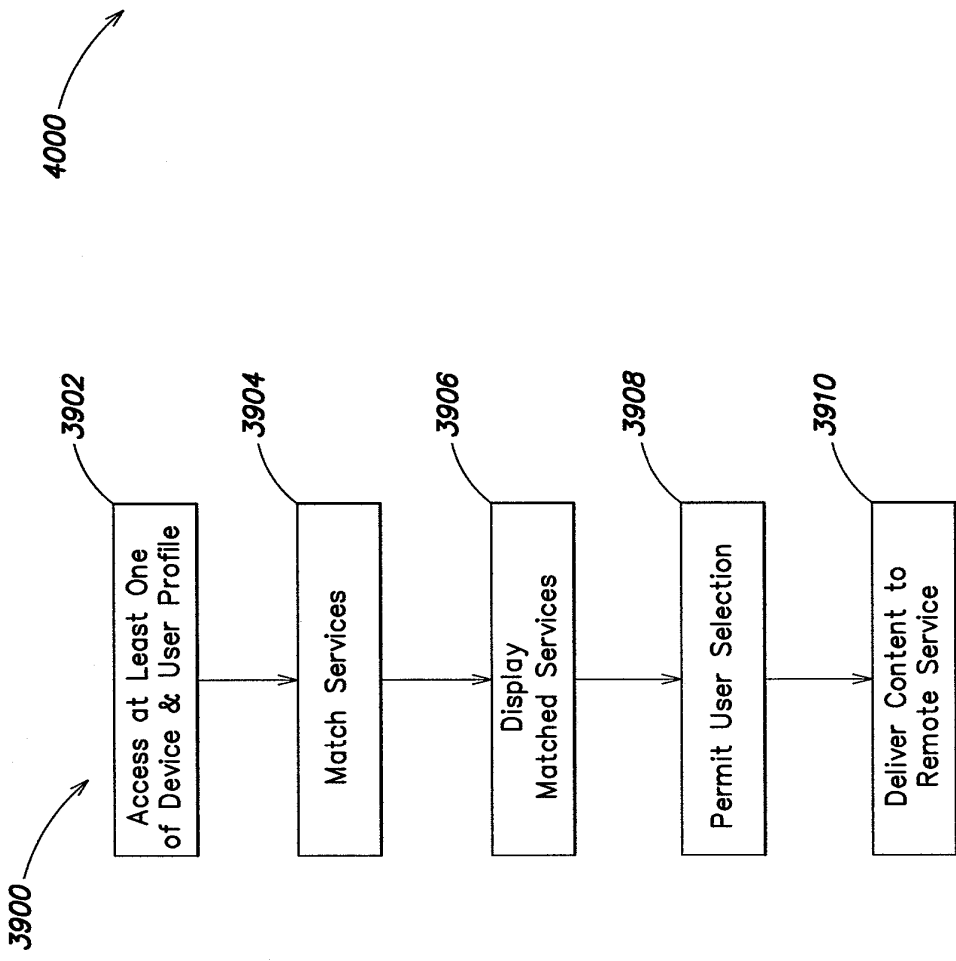 4000
3900
3902
Access at Least One
of Device & User Profile
3904
Match Services
3906
Display
Matched Services
3908
Permit User Selection
3910
Deliver Content to
Remote Service